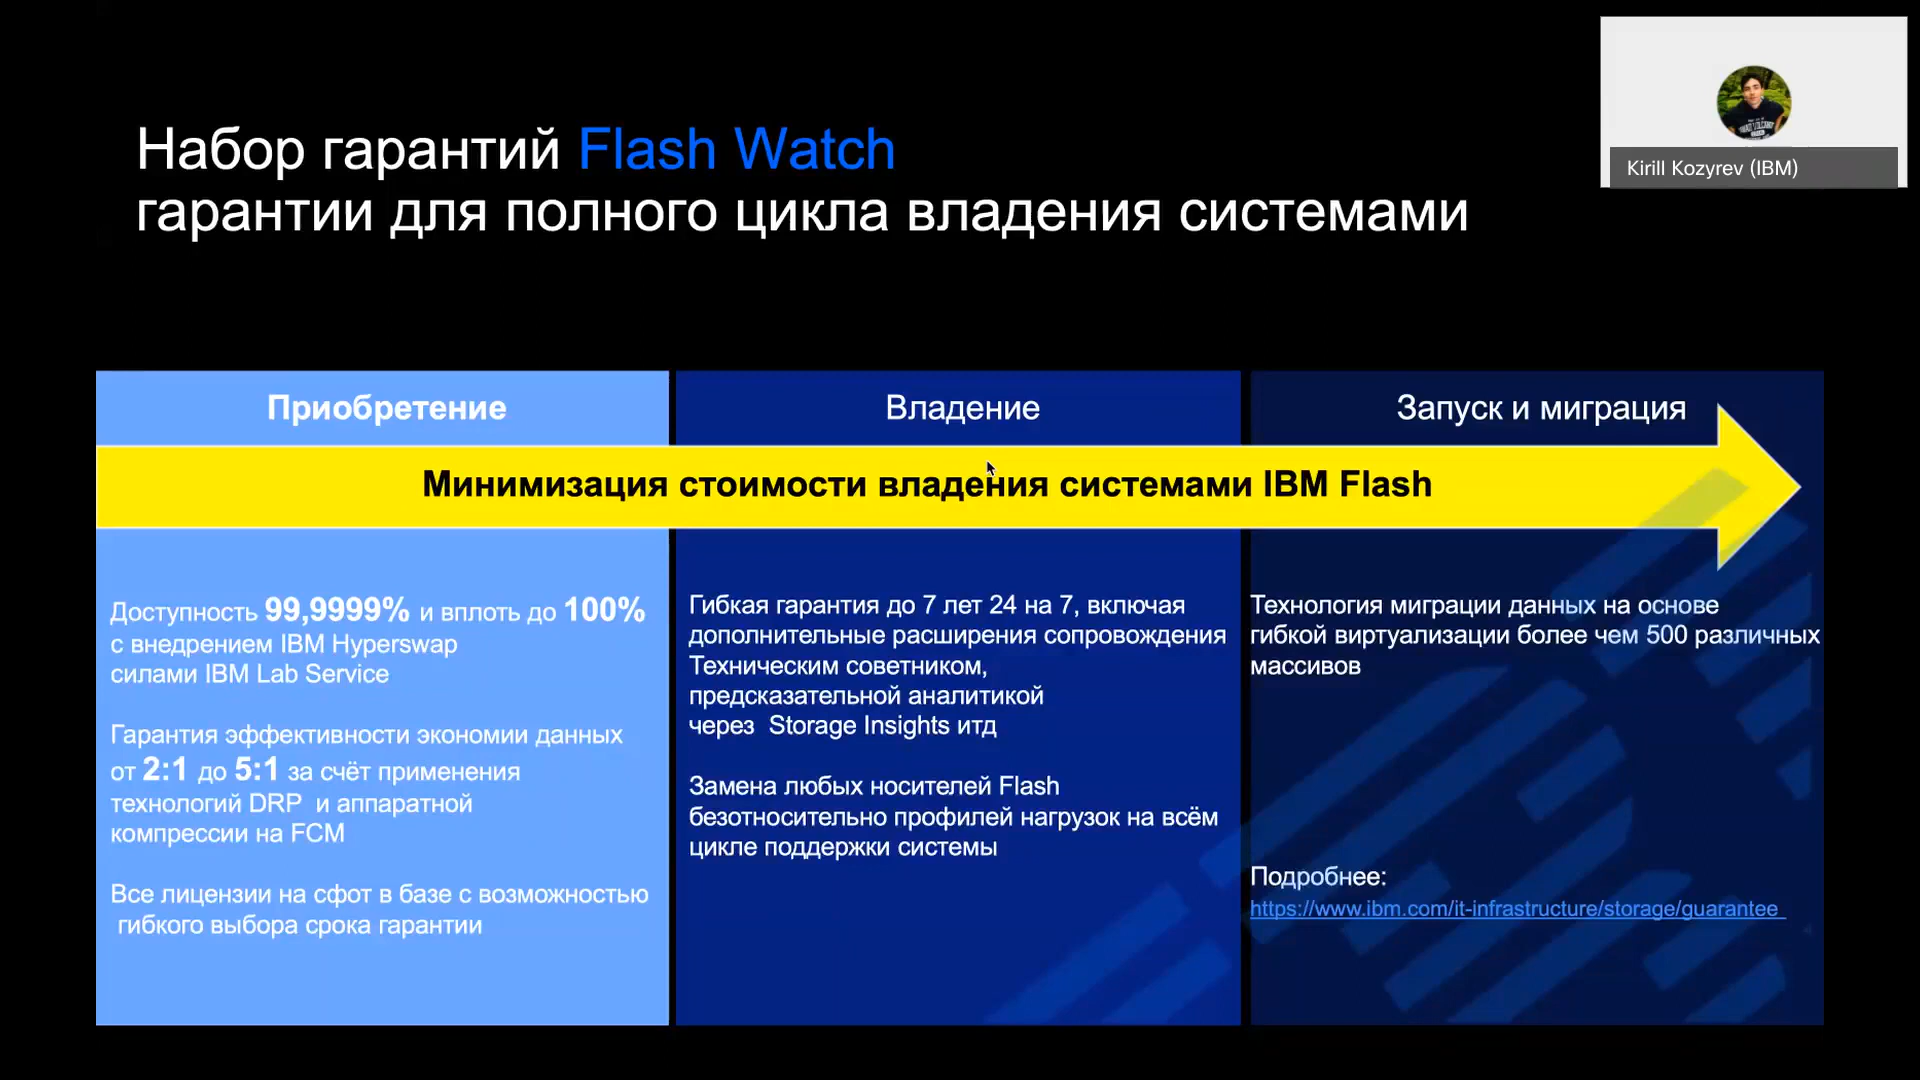 Kirill Kozyrev (IBM)
Набор гарантий Flash Watch
гарантии для полного цикла владения системами
Приобретение
Владение
Запуск и миграция
Минимизация стоимости владения системами IBM Flash
Доступность 99,9999% и вплоть до 100%
с внедрением IBM Hyperswap
силами IBM Lab Service
Гарантия эффективности экономии данных
от 2:1 до 5:1 за счёт применения
технологий DRP и аппаратной
компрессии на FCM
Все лицензии на сфот в базе с возможностью
гибкого выбора срока гарантии
Гибкая гарантия до 7 лет 24 на 7, включая
дополнительные расширения сопровождения
Техническим советником,
предсказательной аналитикой
через Storage Insights итд
Замена любых носителей Flash
безотносительно профилей нагрузок на всём
цикле поддержки системы
Технология миграции данных на основе
гибкой виртуализации более чем 500 различных
массивов
Подробнее:
https://www.ibm.com/it-infrastructure/storage/guarantee